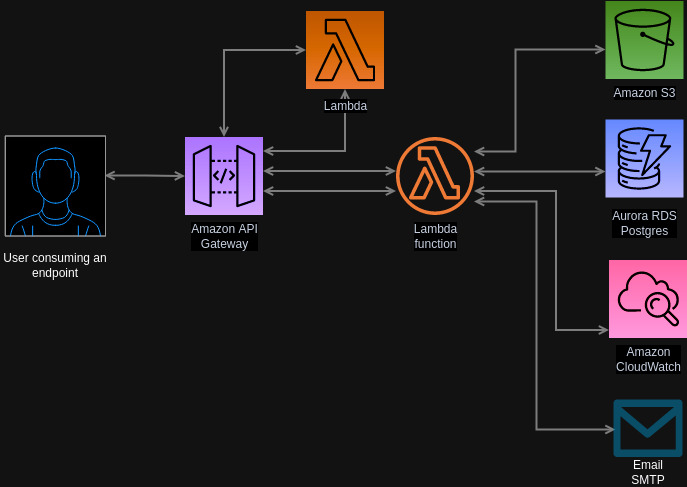 Lambda
Amazon S3
User consuming an
endpoint
Amazon API
Gateway
Lambda
function
Aurora RDS
Postgres
Amazon
CloudWatch
Email
SMTP